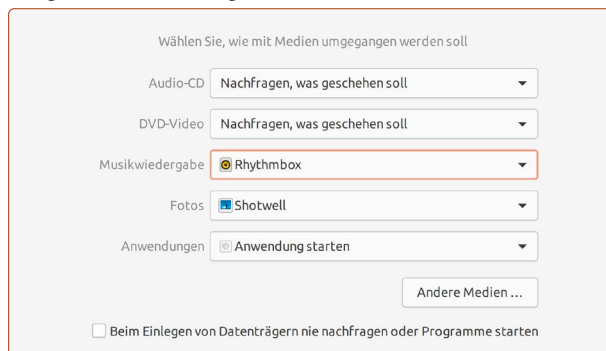 Wählen Sie, wie mit Medien umgegangen werden soll
Audio-CD Nachfragen, was geschehen soll
DVD-Video Nachfragen, was geschehen soll
Musikwiedergabe Rhythmbox
Fotos Shotwell
Anwendungen Anwendung starten
Andere Medien ...
Beim Einlegen von Datenträgern nie nachfragen oder Programme starten